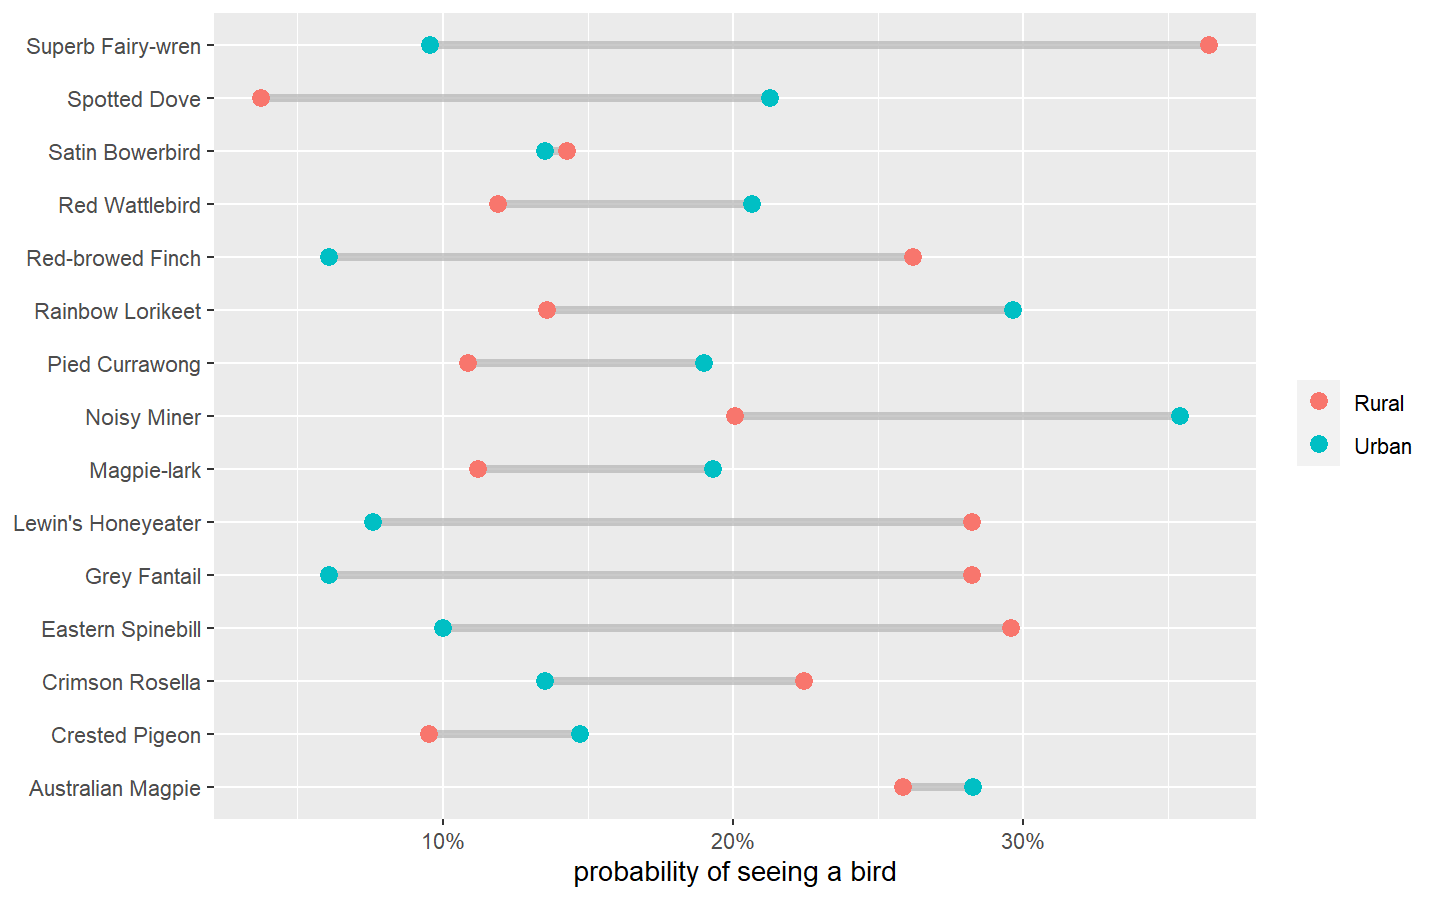 Superb Fairy-wren
Spotted Dove
Satin Bowerbird
Red Wattlebird
Red-browed Finch
Rainbow Lorikeet
Pied Currawong
Noisy Miner
Magpie-lark
Lewin's Honeyeater
Grey Fantail
Eastern Spinebill
Crimson Rosella
Crested Pigeon
Australian Magpie
10% 20% 30%
probability of seeing a bird
Rural
Urban